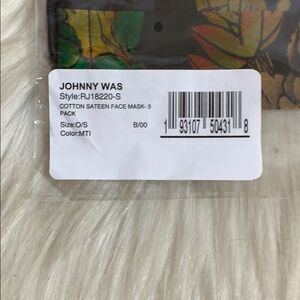 JOHNNY WAS
Style:RJ18220-S
COTTON SATEEN FACE MASK- 5
PACK
Size:O/S B/00
Color:MTI
1 93107 50431 8